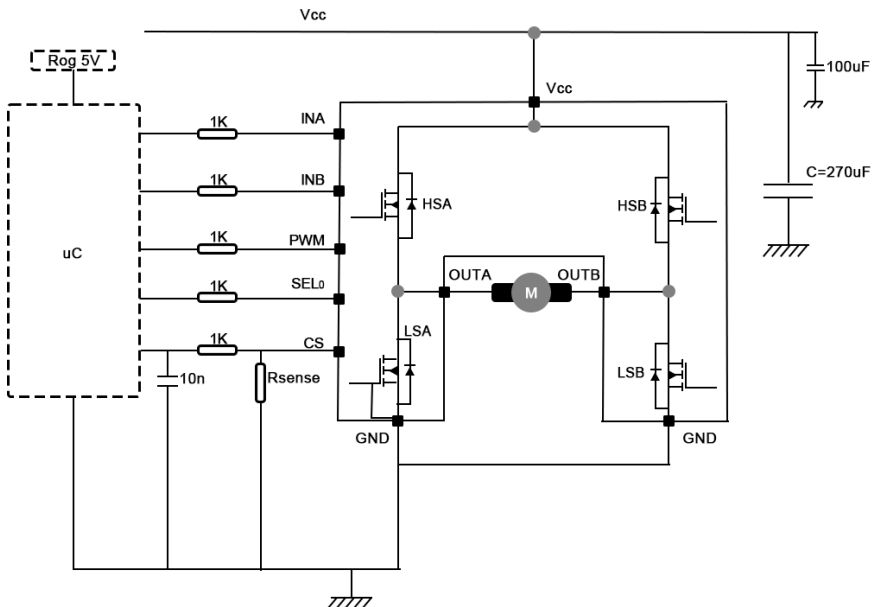 Vcc
Rog 5V
100uF
Vcc
1K
INA
1K
INB
HSA
HSB
C=270uF
uC
1K
PWM
1K
SEL0
OUTA
M
OUTB
1K
CS
LSA
10n
Rsense
LSB
GND
GND